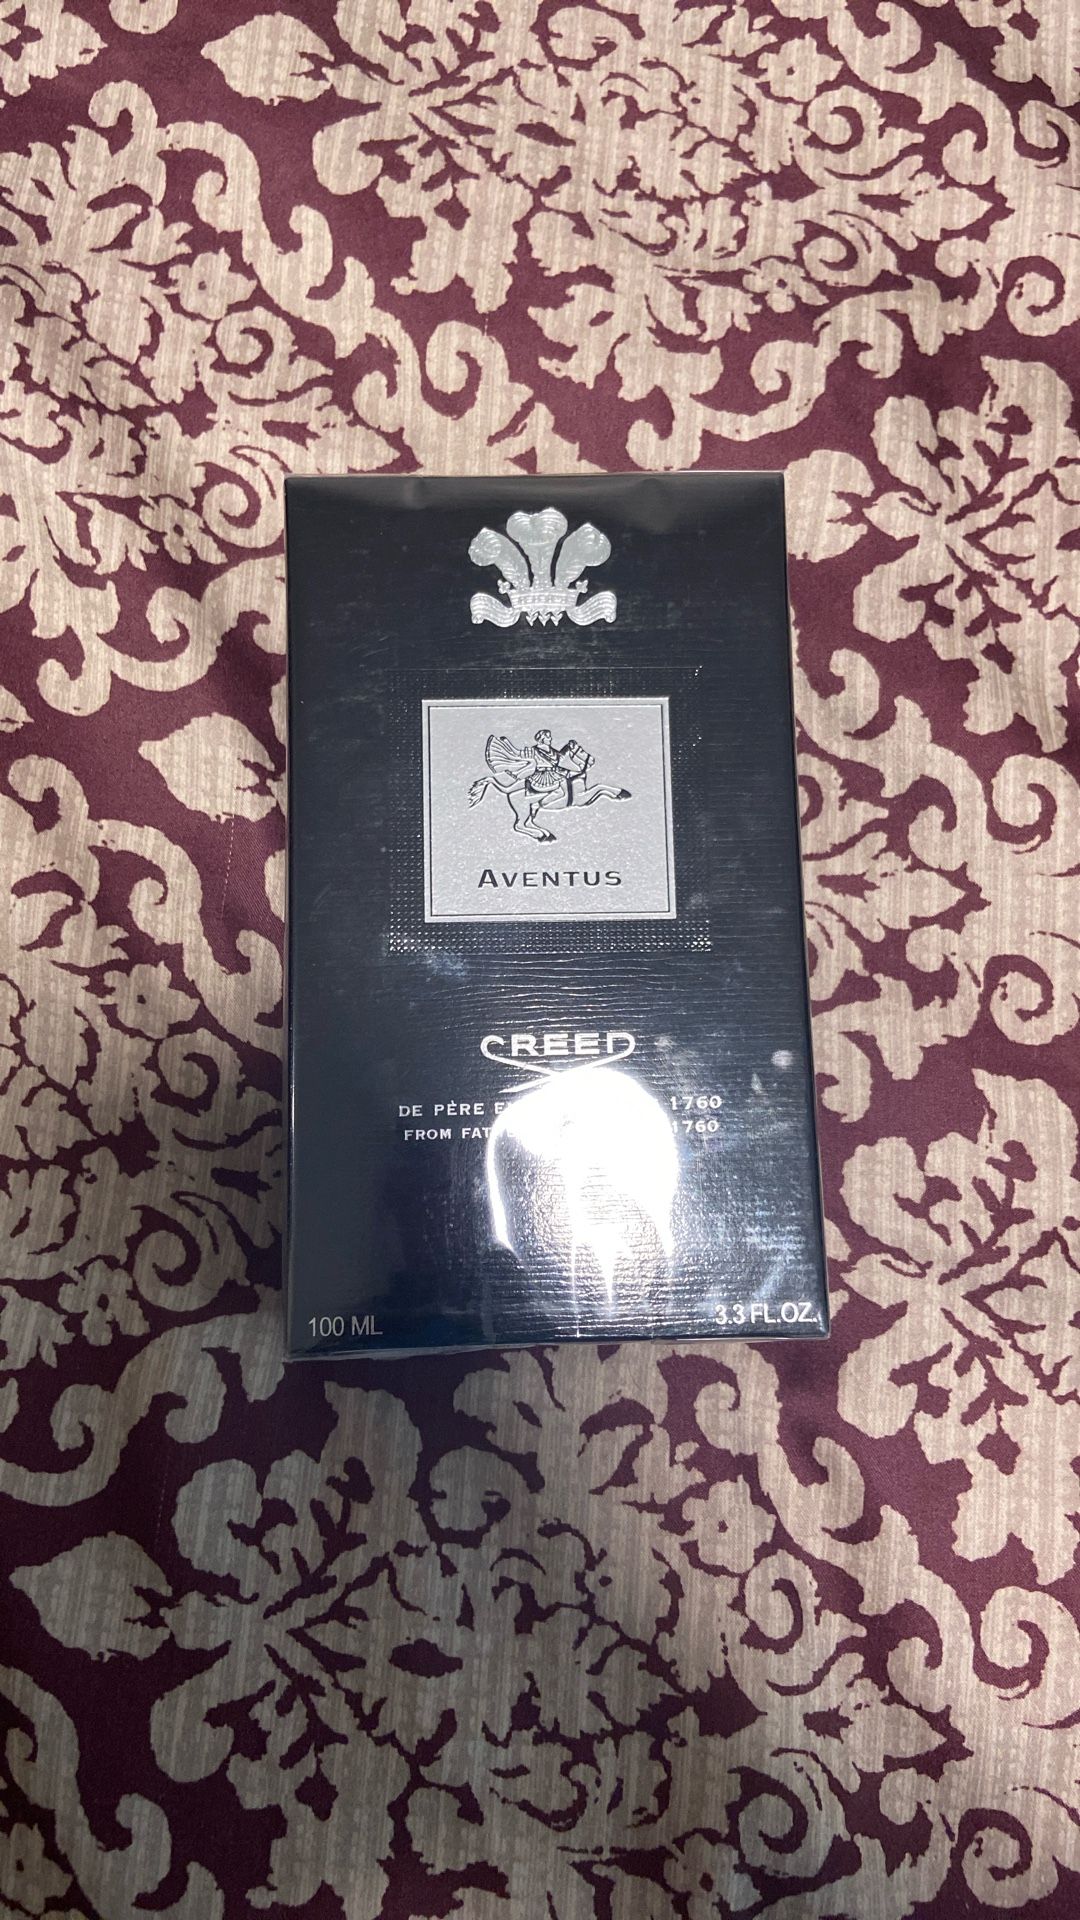 AVENTUS
CREED
DE PÈRE 1760
FROM 1760
100 ML
3.3 FL.OZ.